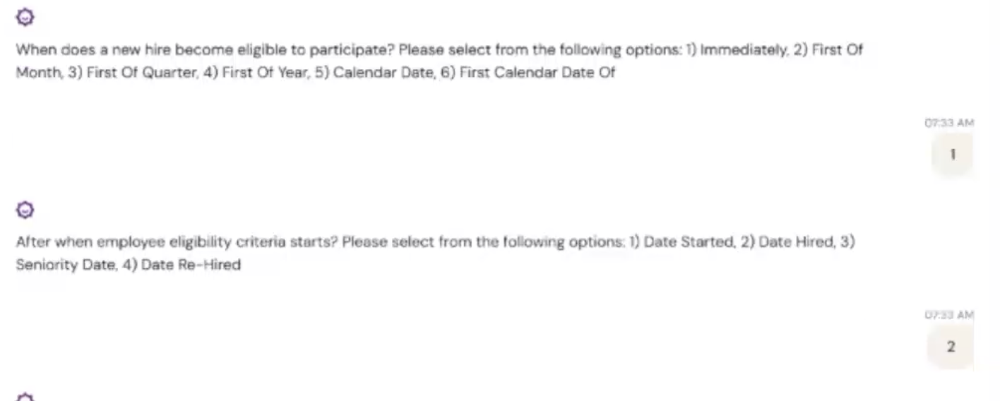 When does a new hire become eligible to participate? Please select from the following options: 1) Immediately, 2) First Of
Month, 3) First Of Quarter, 4) First Of Year, 5) Calendar Date, 6) First Calendar Date Of
07:33 AM
1
After when employee eligibility criteria starts? Please select from the following options: 1) Date Started, 2) Date Hired, 3)
Seniority Date, 4) Date Re-Hired
07:33 AM
2